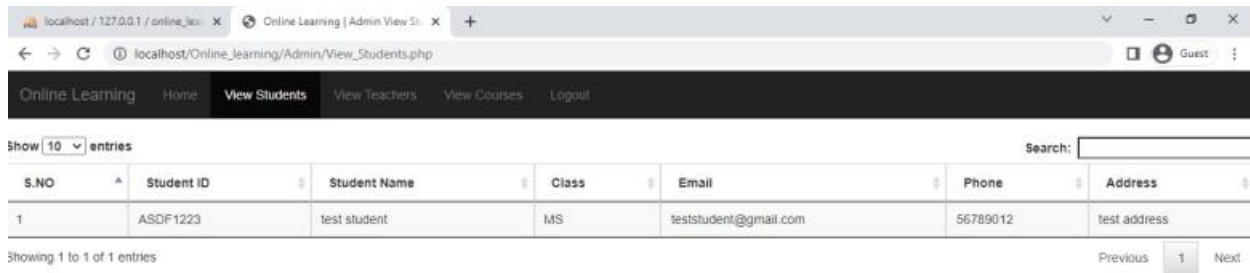 localhost / 127.0.0.1 / online_lea
Online Learning | Admin View St
localhost/Online_learning/Admin/View_Students.php
Guest
Online Learning Home View Students View Teachers View Courses Logout
Show 10 entries
Search:
S.NO Student ID Student Name Class Email Phone Address
1 ASDF1223 test student MS teststudent@gmail.com 56789012 test address
Showing 1 to 1 of 1 entries
Previous 1 Next